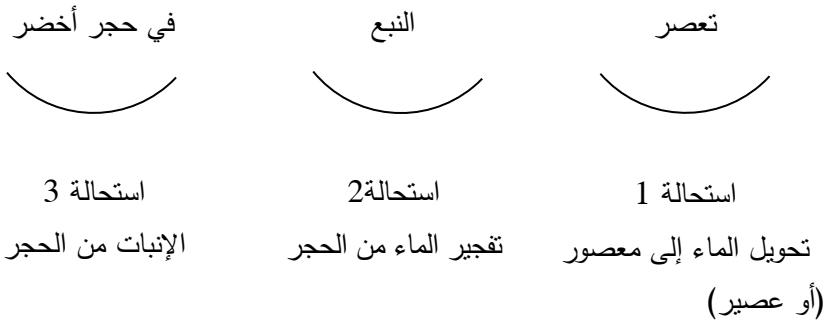 تعصر النبع في حجر أخضر
استحالة 1 استحالة2 استحالة 3
تحويل الماء إلى معصور تفجير الماء من الحجر الإنبات من الحجر
(أو عصير)